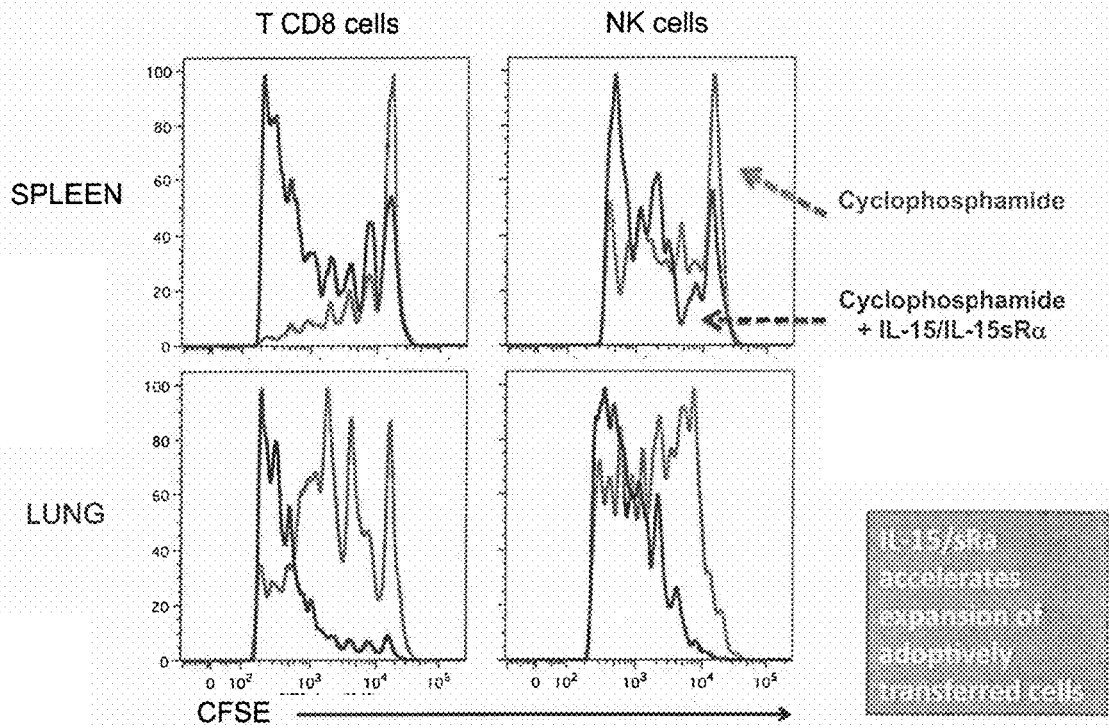 T CD8 cells
NK cells
SPLEEN
100
80
60
40
20
0
Cyclophosphamide
Cyclophosphamide
+ IL-15/IL-15sRα
LUNG
100
80
60
40
20
0
0 10² 10³ 10⁴ 10⁵
0 10² 10³ 10⁴ 10⁵
CFSE
IL-15/sRa
accelerates
expansion of
adoptively
transferred cells